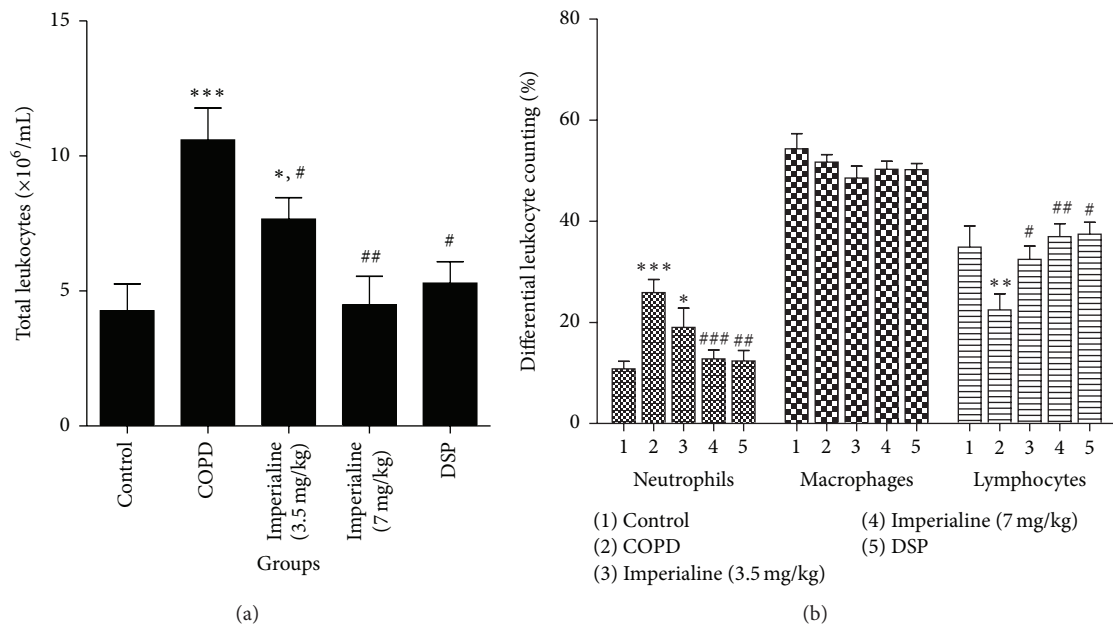 15
10
5
0
Total leukocytes (×10⁶/mL)
***
*, #
##
#
Control
COPD
Imperialine
(3.5 mg/kg)
Imperialine
(7 mg/kg)
DSP
Groups
(a)
80
60
40
20
0
Differential leukocyte counting (%)
***
*
###
##
**
#
##
#
1 2 3 4 5 1 2 3 4 5 1 2 3 4 5
Neutrophils Macrophages Lymphocytes
(1) Control
(2) COPD
(3) Imperialine (3.5 mg/kg)
(4) Imperialine (7 mg/kg)
(5) DSP
(b)